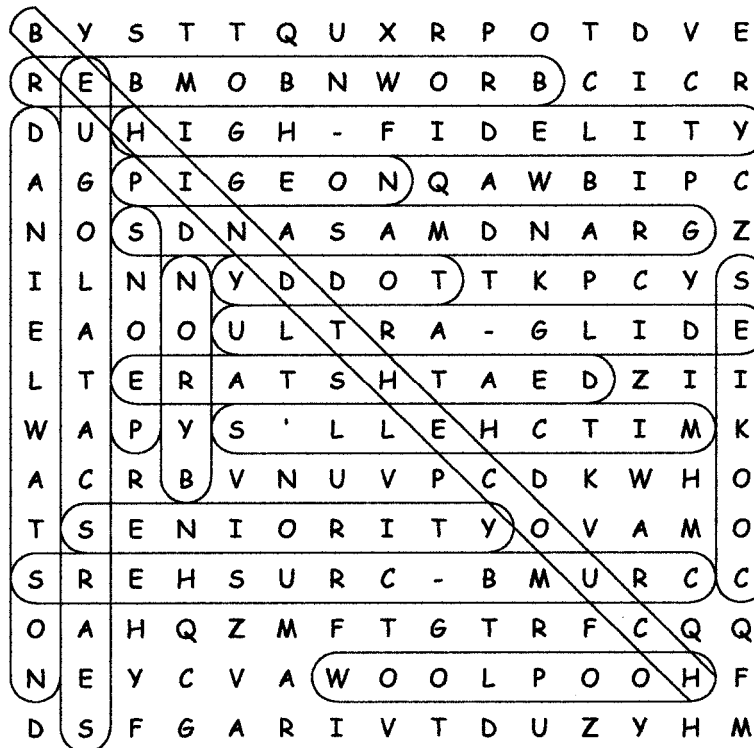 B Y S T T Q U X R P O T D V E
R E B M O B N W O R B C I C R
D U H I G H - F I D E L I T Y
A G P I G E O N Q A W B I P C
N O S D N A S A M D N A R G Z
I L N N Y D D O T T K P C Y S
E A O O U L T R A - G L I D E
L T E R A T S H T A E D Z I I
W A P Y S ' L L E H C T I M K
A C R B V N U V P C D K W H O
T S E N I O R I T Y O V A M O
S R E H S U R C - B M U R C C
O A H Q Z M F T G T R F C Q Q
N E Y C V A W O O L P O O H F
D S F G A R I V T D U Z Y H M